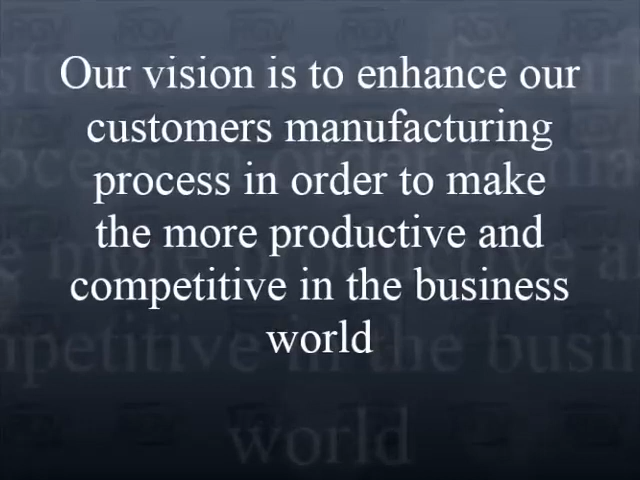 Our vision is to enhance our
customers manufacturing
process in order to make
the more productive and
competitive in the business
world
world